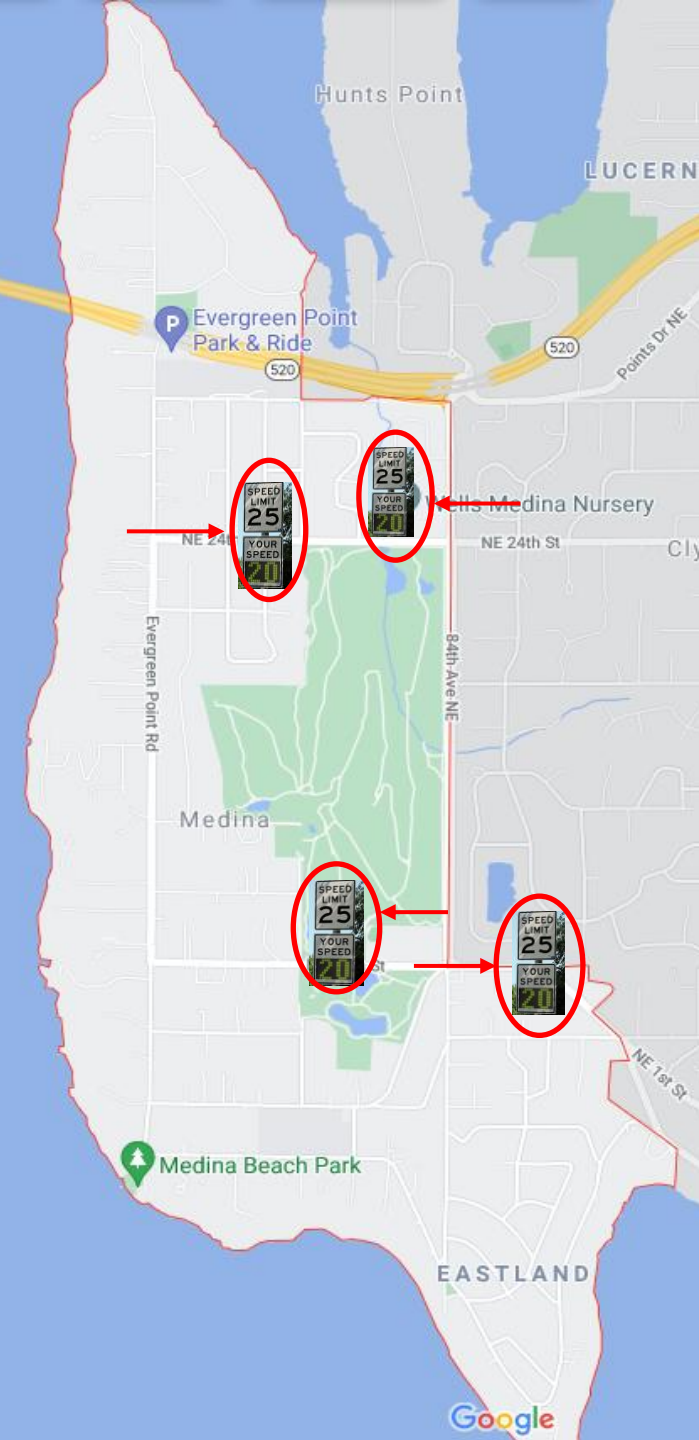 Hunts Point
LUCERN
P
Evergreen Point
Park & Ride
520
520
Points Dr NE
SPEED
LIMIT
25
YOUR
SPEED
20
SPEED
LIMIT
25
YOUR
SPEED
20
Wells Medina Nursery
NE 24th
NE 24th St
Cly
Evergreen Point Rd
84th Ave NE
Medina
SPEED
LIMIT
25
YOUR
SPEED
20
St
SPEED
LIMIT
25
YOUR
SPEED
20
NE 1st St
Medina Beach Park
EASTLAND
Google